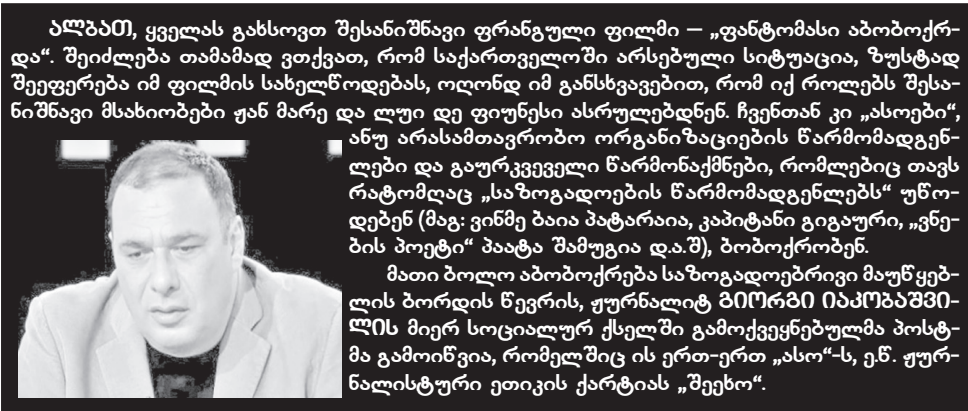 ალბათ, ყველას გახსოვთ შესანიშნავი ფრანგული ფილმი — „ფანტომასი აბობოქრ-
და“. შეიძლება თამამად ვთქვათ, რომ საქართველოში არსებული სიტუაცია, ზუსტად
შეეფერება იმ ფილმის სახელწოდებას, ოღონდ იმ განსხვავებით, რომ იქ როლებს შესა-
ნიშნავი მსახიობები ჟან მარე და ლუი დე ფიუნესი ასრულებდნენ. ჩვენთან კი „ასოები“,
ანუ არასამთავრობო ორგანიზაციების წარმომადგენ-
ლები და გაურკვეველი წარმონაქმნები, რომლებიც თავს
რატომღაც „საზოგადოების წარმომადგენლებს“ უწო-
დებენ (მაგ: ვინმე ბაია პატარაია, კაპიტანი გიგაური, „ვნე-
ბის პოეტი“ პაატა შამუგია დ.ა.შ), ბობოქრობენ.
მათი ბოლო აბობოქრება საზოგადოებრივი მაუწყებ-
ლის ბორდის წევრის, ჟურნალიტ გიორგი იაკობაშვი-
ლის მიერ სოციალურ ქსელში გამოქვეყნებულმა პოსტ-
მა გამოიწვია, რომელშიც ის ერთ-ერთ „ასო“-ს, ე.წ. ჟურ-
ნალისტური ეთიკის ქარტიას „შეეხო“.